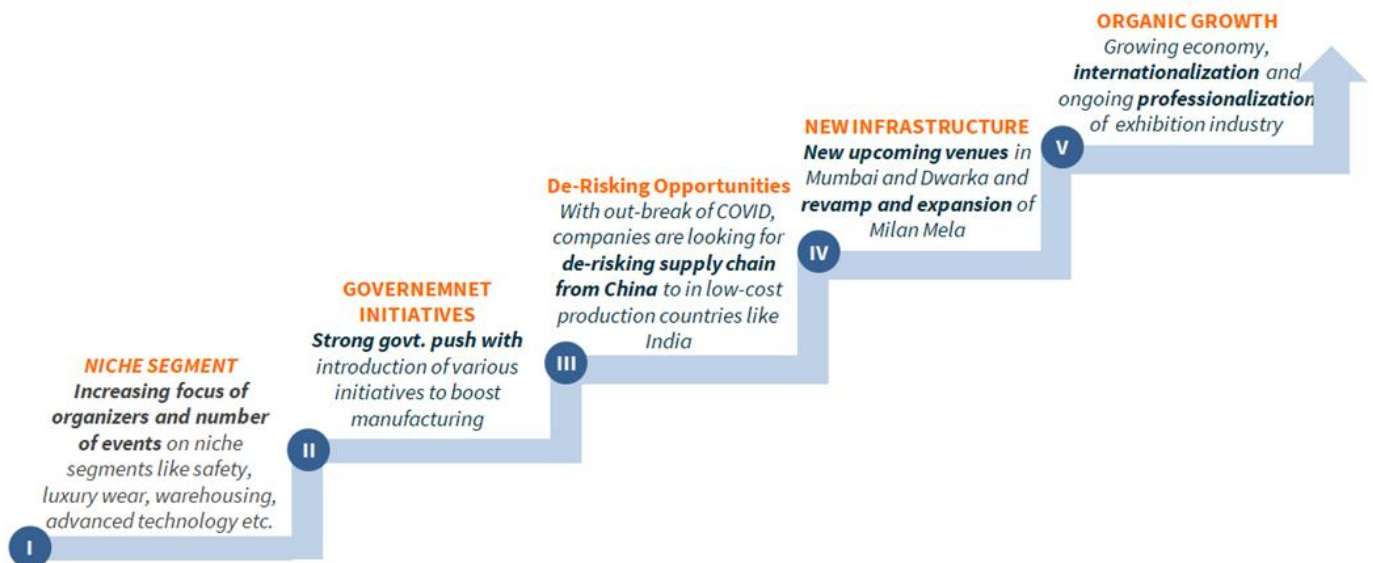 NICHE SEGMENT
Increasing focus of
organizers and number
of events on niche
segments like safety,
luxury wear, warehousing,
advanced technology etc.
I
GOVERNEMNET
INITIATIVES
Strong govt. push with
introduction of various
initiatives to boost
manufacturing
II
De-Risking Opportunities
With out-break of COVID,
companies are looking for
de-risking supply chain
from China to in low-cost
production countries like
India
III
NEW INFRASTRUCTURE
New upcoming venues in
Mumbai and Dwarka and
revamp and expansion of
Milan Mela
IV
ORGANIC GROWTH
Growing economy,
internationalization and
ongoing professionalization
of exhibition industry
V